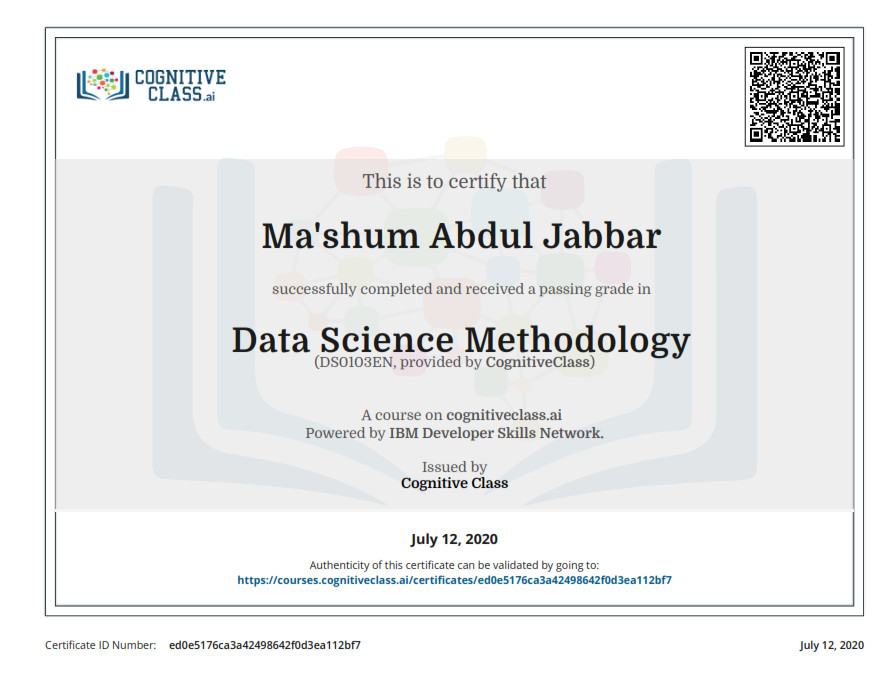 COGNITIVE
CLASS.ai
This is to certify that
Ma'shum Abdul Jabbar
successfully completed and received a passing grade in
Data Science Methodology
(DS0103EN, provided by CognitiveClass)
A course on cognitiveclass.ai
Powered by IBM Developer Skills Network.
Issued by
Cognitive Class
July 12, 2020
Authenticity of this certificate can be validated by going to:
https://courses.cognitiveclass.ai/certificates/ed0e5176ca3a42498642f0d3ea112bf7
Certificate ID Number: ed0e5176ca3a42498642f0d3ea112bf7
July 12, 2020